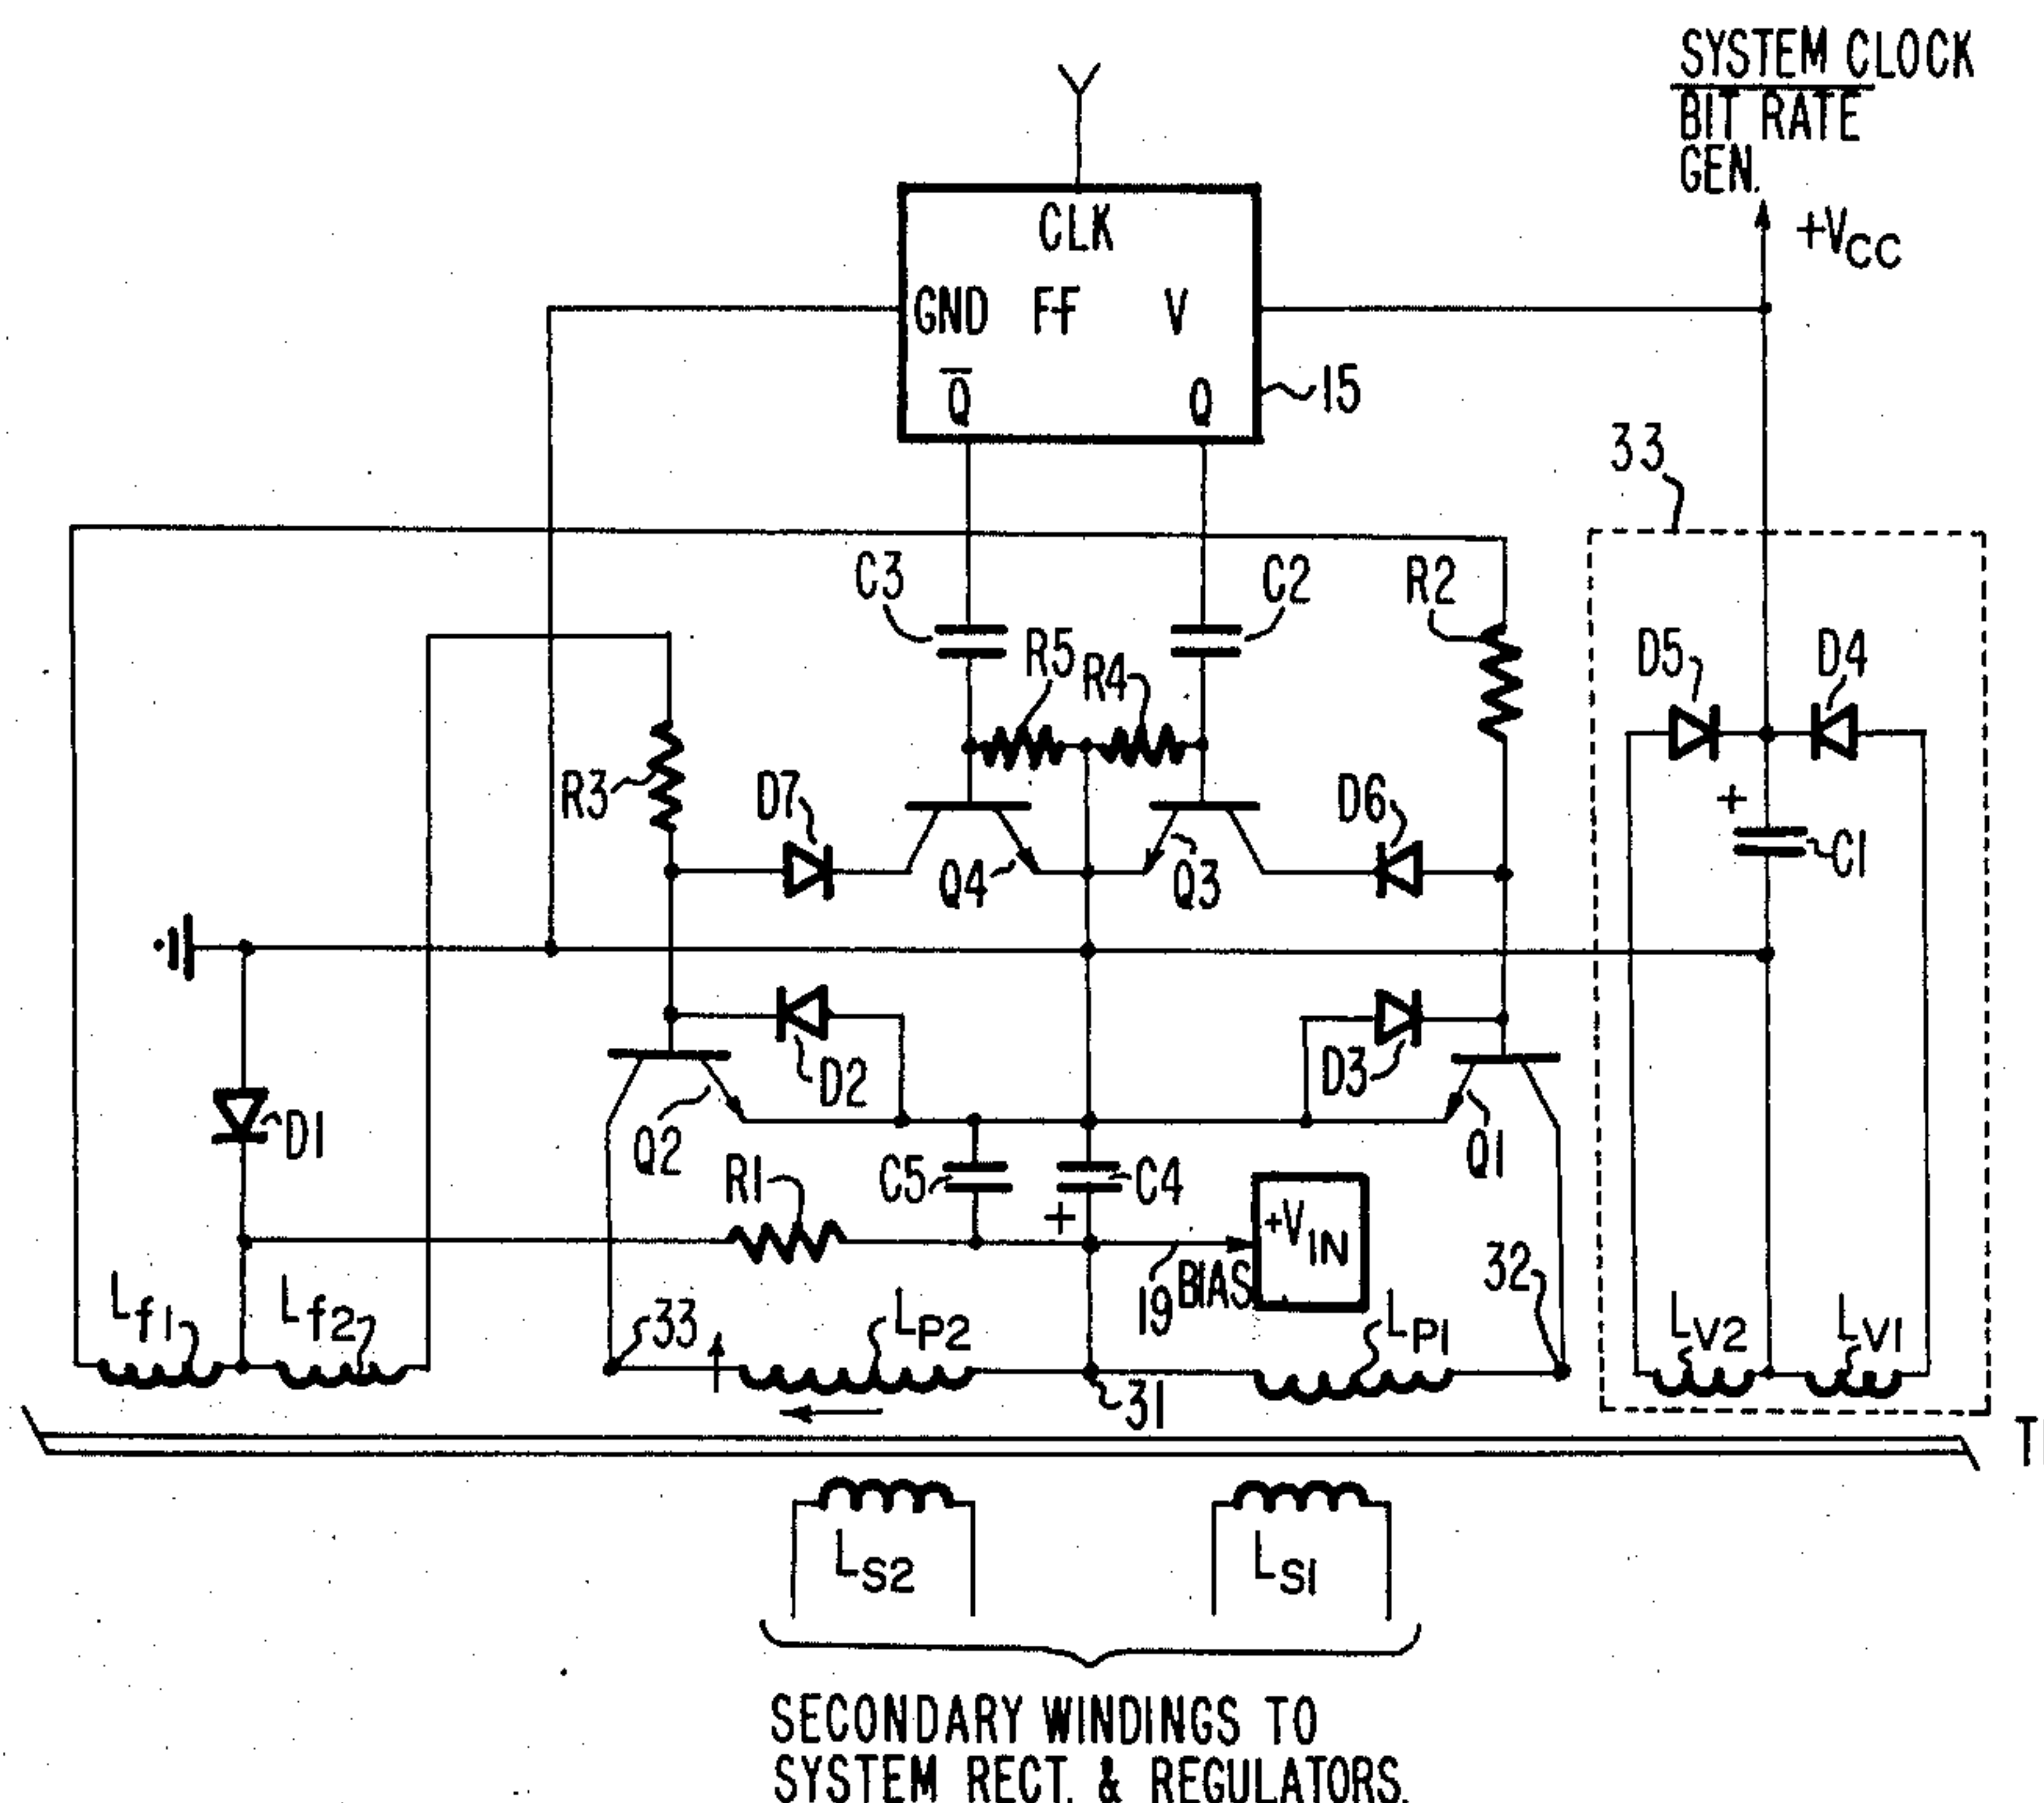 SYSTEM CLOCK
BIT RATE
GEN.
+VCC
CLK
GND FF V
Q̅ Q
15
33
C3
C2
R2
R5
R4
D5
D4
R3
D7
D6
+
C1
Q4
Q3
D1
D2
D3
Q2
Q1
R1
C5
C4
+
+VIN
19
BIAS
32
Lf1
Lf2
33
LP2
LP1
LV2
LV1
31
T
LS2
LS1
SECONDARY WINDINGS TO
SYSTEM RECT. & REGULATORS.